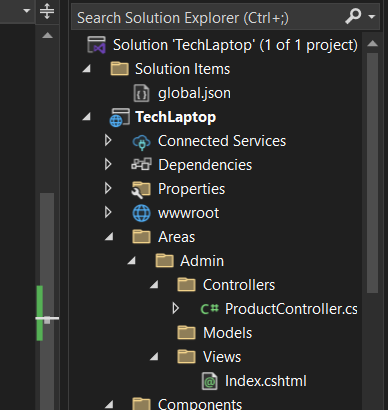 Search Solution Explorer (Ctrl+;)
Solution 'TechLaptop' (1 of 1 project)
Solution Items
global.json
TechLaptop
Connected Services
Dependencies
Properties
wwwroot
Areas
Admin
Controllers
C# ProductController.cs
Models
Views
Index.cshtml
Components